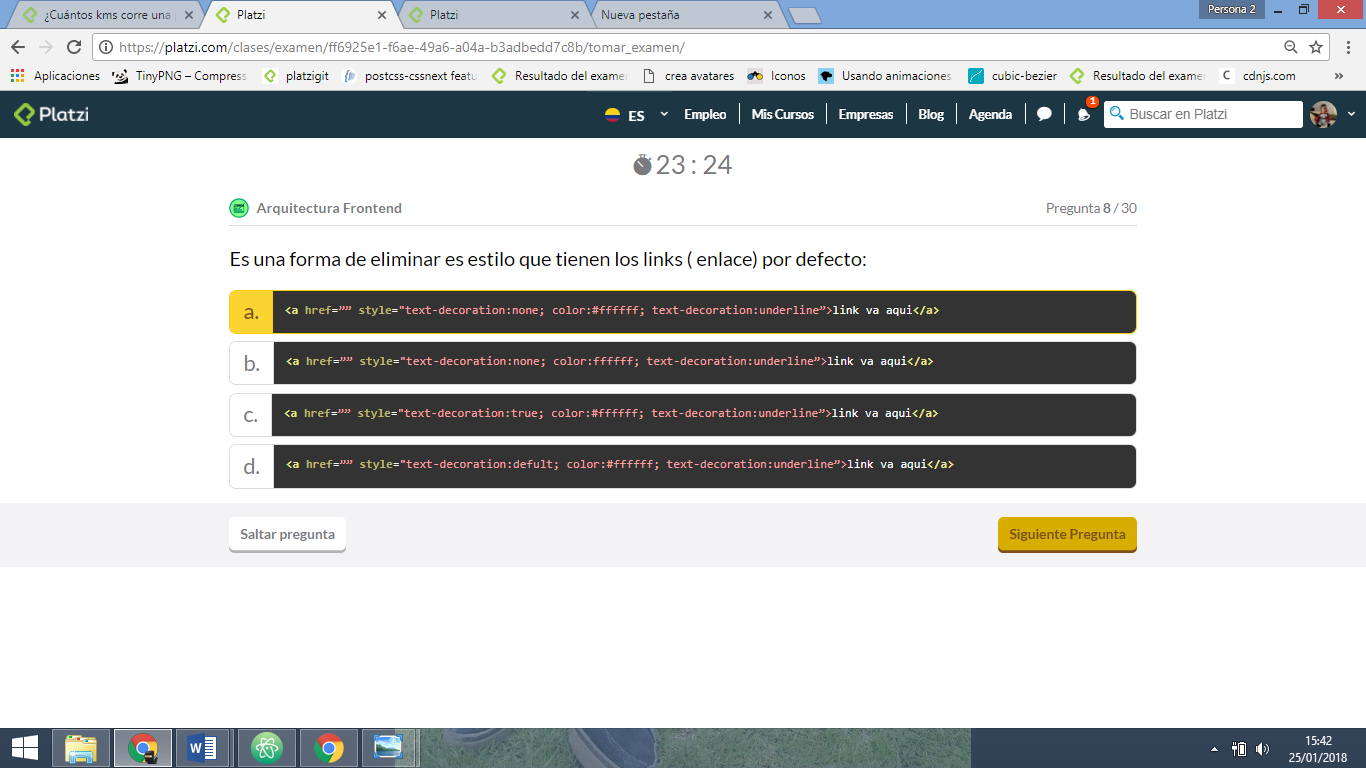 ¿Cuántos kms corre una
Platzi
Platzi
Nueva pestaña
Persona 2
https://platzi.com/clases/examen/ff6925e1-f6ae-49a6-a04a-b3adbedd7c8b/tomar_examen/
Aplicaciones
TinyPNG – Compress
platzigit
postcss-cssnext featu
Resultado del examen
crea avatares
Iconos
Usando animaciones
cubic-bezier
Resultado del examen
C cdnjs.com
»
Platzi
ES
Empleo
Mis Cursos
Empresas
Blog
Agenda
1
Buscar en Platzi
23 : 24
Arquitectura Frontend
Pregunta 8 / 30
Es una forma de eliminar es estilo que tienen los links ( enlace) por defecto:
a. <a href=”” style="text-decoration:none; color:#ffffff; text-decoration:underline”>link va aqui</a>
b. <a href=”” style="text-decoration:none; color:ffffff; text-decoration:underline”>link va aqui</a>
c. <a href=”” style="text-decoration:true; color:#ffffff; text-decoration:underline”>link va aqui</a>
d. <a href=”” style="text-decoration:defult; color:#ffffff; text-decoration:underline”>link va aqui</a>
Saltar pregunta
Siguiente Pregunta
15:42
25/01/2018